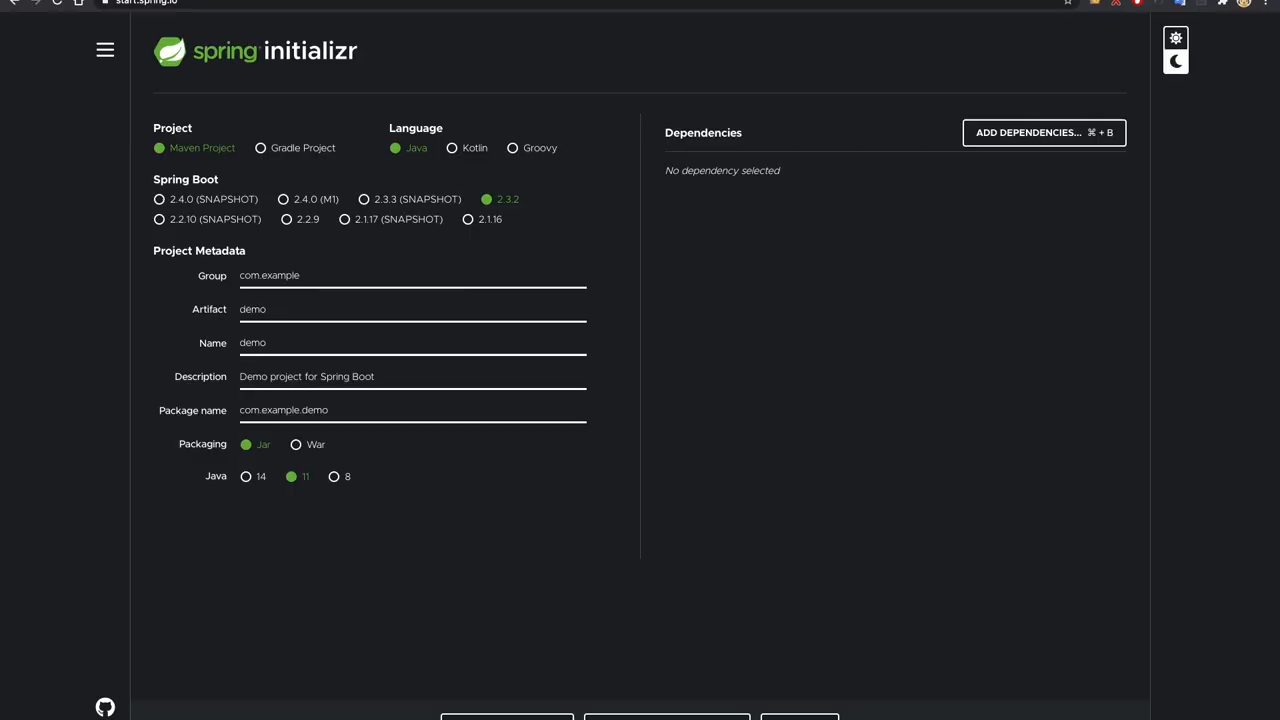 start.spring.io
spring initializr
Project
Maven Project Gradle Project
Language
Java Kotlin Groovy
Spring Boot
2.4.0 (SNAPSHOT) 2.4.0 (M1) 2.3.3 (SNAPSHOT) 2.3.2
2.2.10 (SNAPSHOT) 2.2.9 2.1.17 (SNAPSHOT) 2.1.16
Project Metadata
Group com.example
Artifact demo
Name demo
Description Demo project for Spring Boot
Package name com.example.demo
Packaging Jar War
Java 14 11 8
Dependencies
ADD DEPENDENCIES... ⌘ + B
No dependency selected